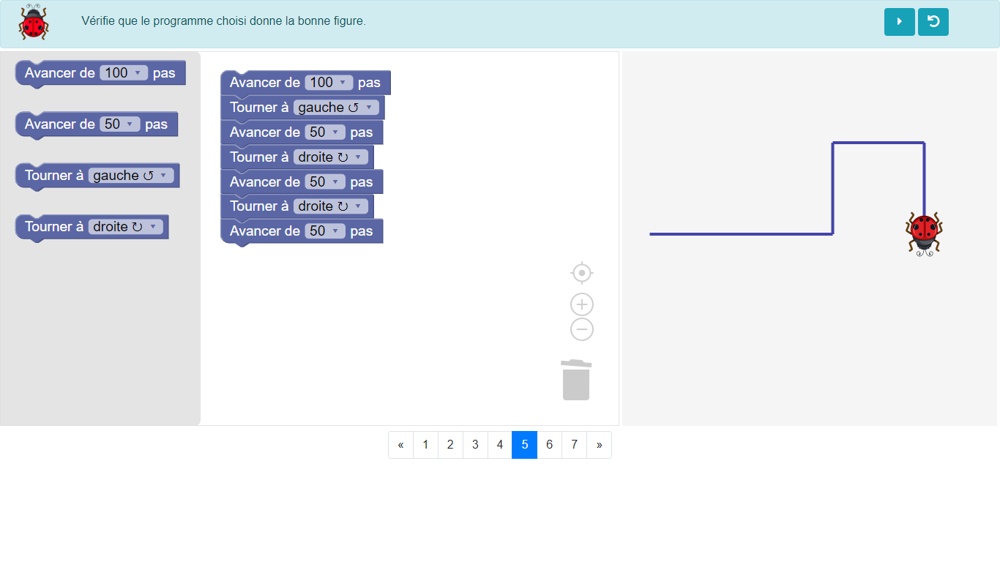 Vérifie que le programme choisi donne la bonne figure.
Avancer de 100 pas
Avancer de 50 pas
Tourner à gauche ↺
Tourner à droite ↻
Avancer de 100 pas
Tourner à gauche ↺
Avancer de 50 pas
Tourner à droite ↻
Avancer de 50 pas
Tourner à droite ↻
Avancer de 50 pas
« 1 2 3 4 5 6 7 »